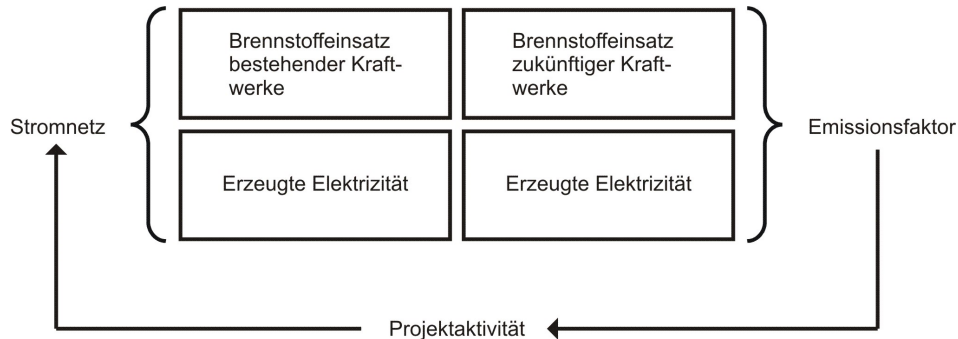 Brennstoffeinsatz
bestehender Kraft-
werke
Brennstoffeinsatz
zukünftiger Kraft-
werke
Stromnetz
Emissionsfaktor
Erzeugte Elektrizität
Erzeugte Elektrizität
Projektaktivität